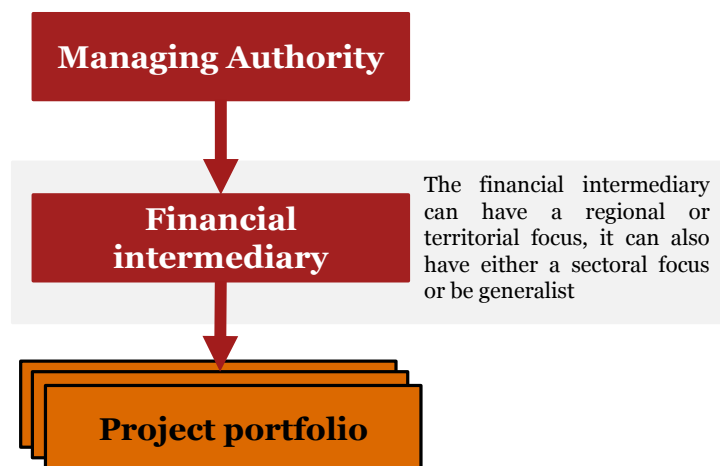 Managing Authority
Financial
intermediary
The financial intermediary
can have a regional or
territorial focus, it can also
have either a sectoral focus
or be generalist
Project portfolio